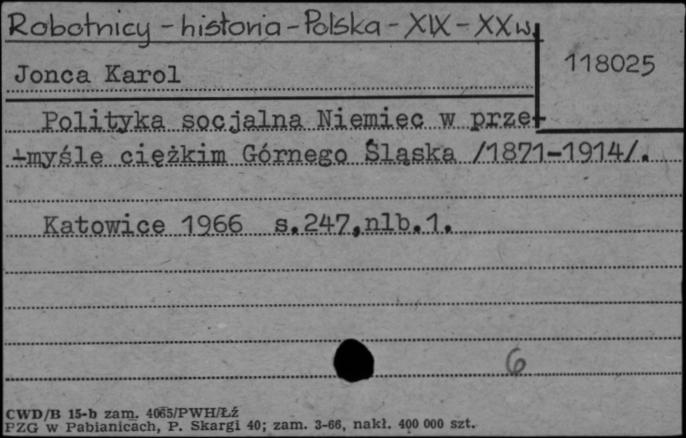 Robotnicy - historia - Polska - XIX - XX w.
118025
Jonca Karol
Polityka socjalna Niemiec w prze-
-myśle ciężkim Górnego Śląska /1871-1914/.
Katowice 1966 s.247,nlb.1.
6
CWD/B 15-b zam. 4065/PWH/Łż
PZG w Pabianicach, P. Skargi 40; zam. 3-66, nakł. 400 000 szt.